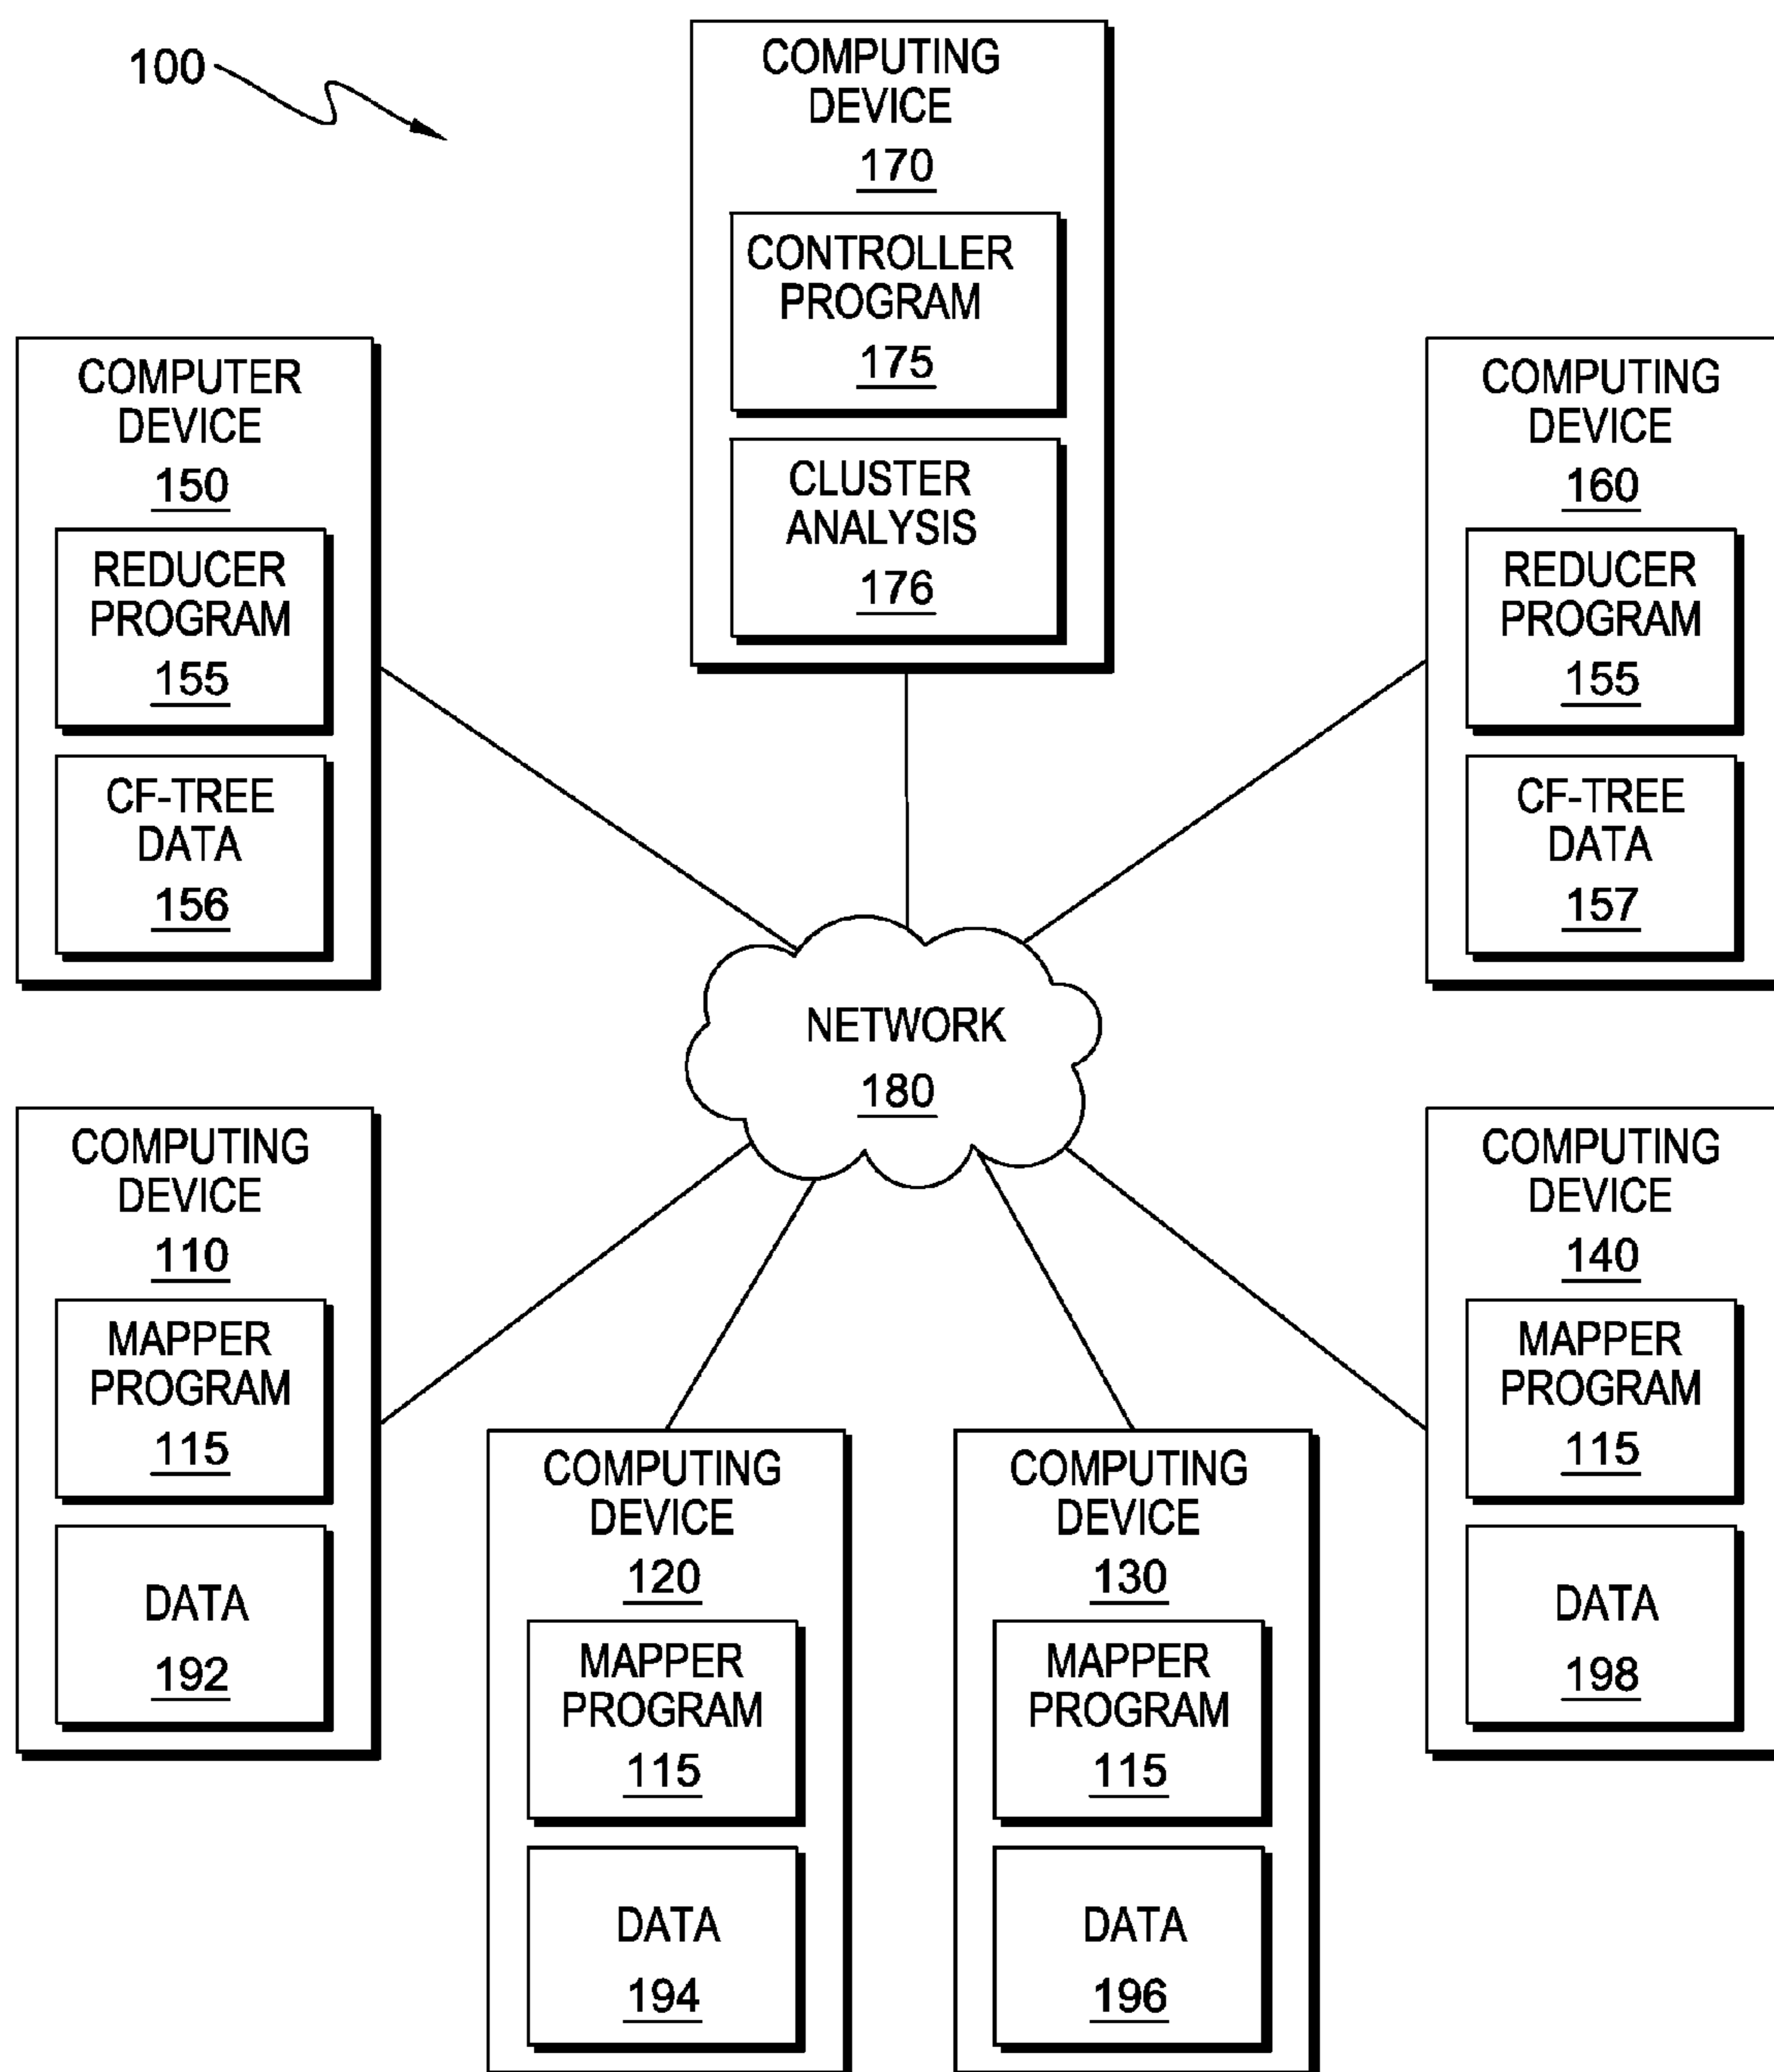 100
COMPUTING
DEVICE
170
CONTROLLER
PROGRAM
175
CLUSTER
ANALYSIS
176
COMPUTER
DEVICE
150
REDUCER
PROGRAM
155
CF-TREE
DATA
156
COMPUTING
DEVICE
160
REDUCER
PROGRAM
155
CF-TREE
DATA
157
NETWORK
180
COMPUTING
DEVICE
110
MAPPER
PROGRAM
115
DATA
192
COMPUTING
DEVICE
120
MAPPER
PROGRAM
115
DATA
194
COMPUTING
DEVICE
130
MAPPER
PROGRAM
115
DATA
196
COMPUTING
DEVICE
140
MAPPER
PROGRAM
115
DATA
198